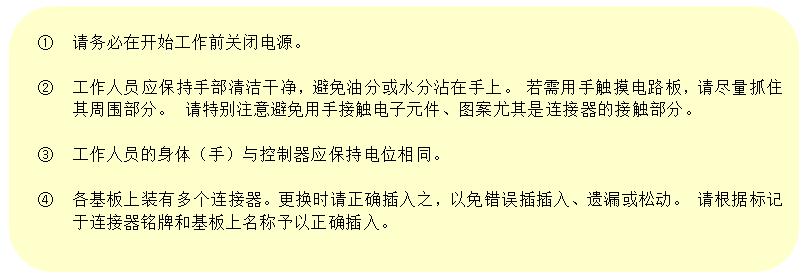 ① 请务必在开始工作前关闭电源。
② 工作人员应保持手部清洁干净，避免油分或水分沾在手上。 若需用手触摸电路板，请尽量抓住
其周围部分。 请特别注意避免用手接触电子元件、图案尤其是连接器的接触部分。
③ 工作人员的身体（手）与控制器应保持电位相同。
④ 各基板上装有多个连接器。更换时请正确插入之，以免错误插插入、遗漏或松动。 请根据标记
于连接器铭牌和基板上名称予以正确插入。